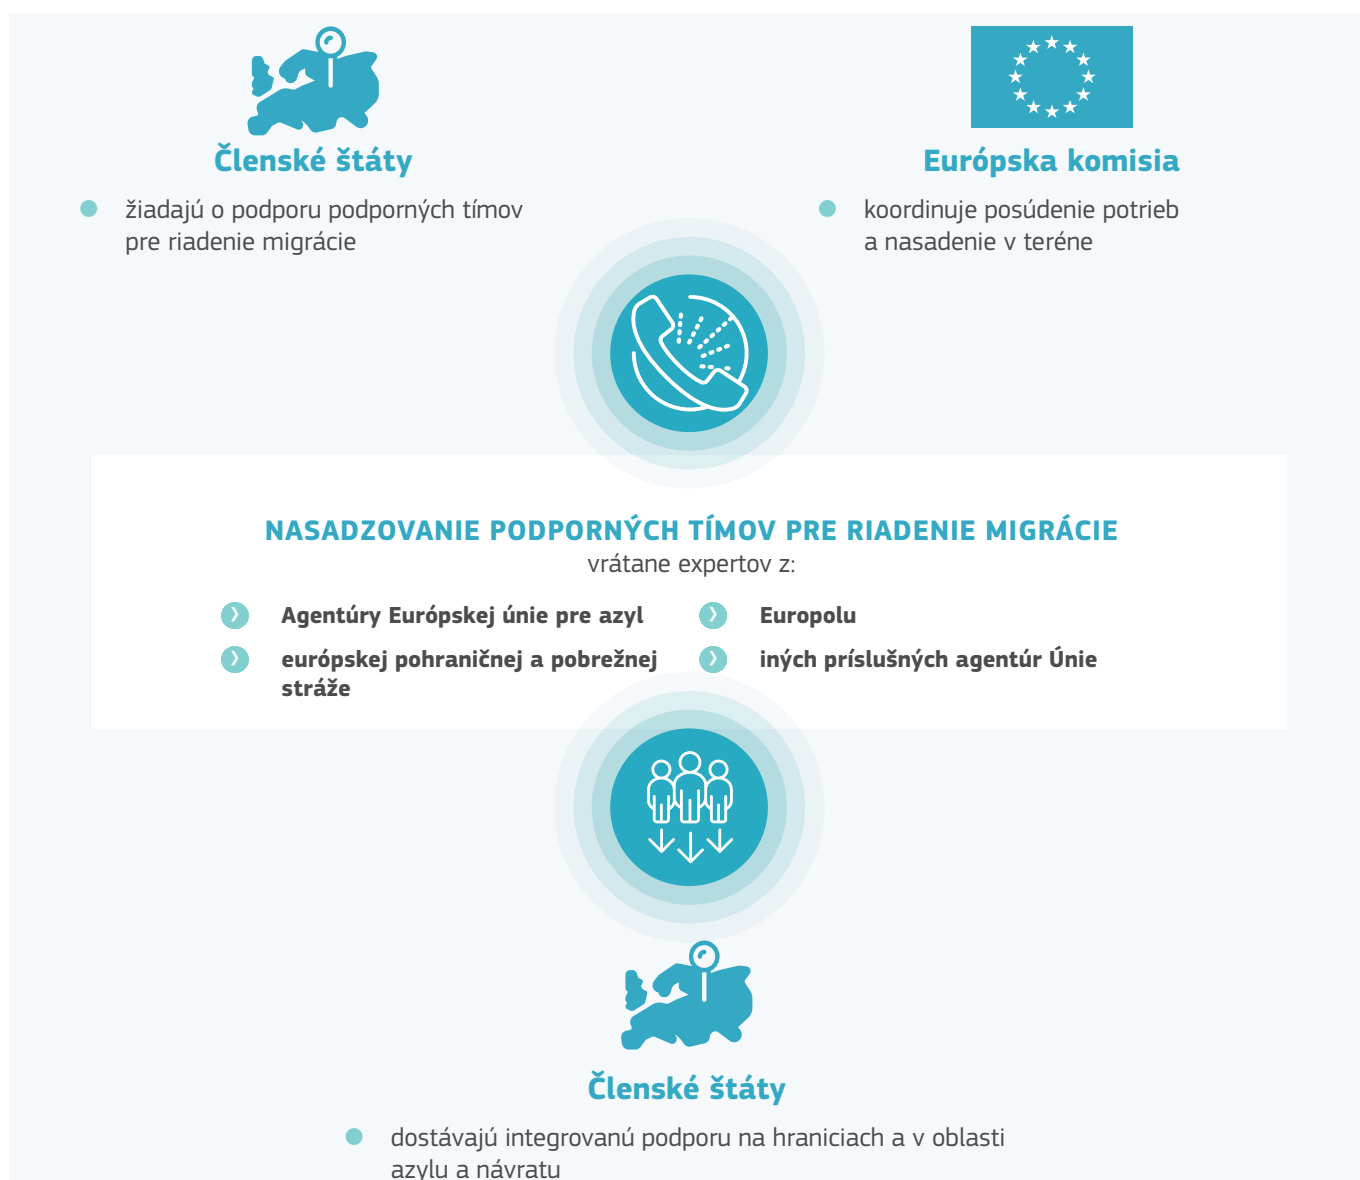 Členské štáty
žiadajú o podporu podporných tímov
pre riadenie migrácie
Európska komisia
koordinuje posúdenie potrieb
a nasadenie v teréne
NASADZOVANIE PODPORNÝCH TÍMOV PRE RIADENIE MIGRÁCIE
vrátane expertov z:
Agentúry Európskej únie pre azyl
európskej pohraničnej a pobrežnej
stráže
Europolu
iných príslušných agentúr Únie
Členské štáty
dostávajú integrovanú podporu na hraniciach a v oblasti
azylu a návratu